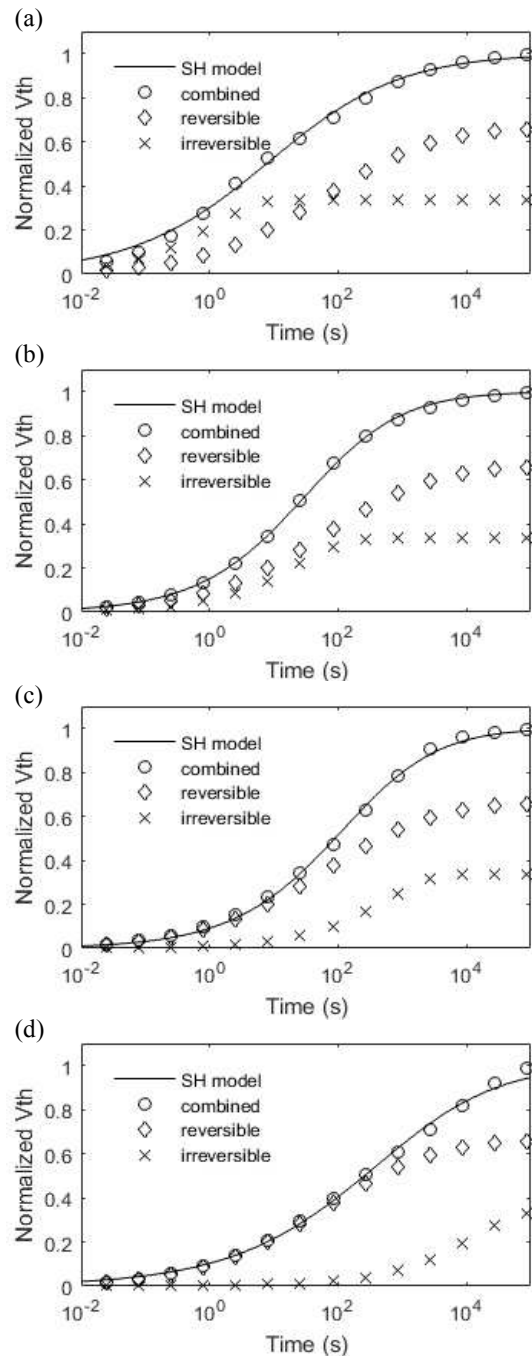 (a)
1
0.8
0.6
0.4
0.2
0
Normalized Vth
SH model
combined
reversible
irreversible
10^-2 10^0 10^2 10^4
Time (s)
(b)
1
0.8
0.6
0.4
0.2
0
Normalized Vth
SH model
combined
reversible
irreversible
10^-2 10^0 10^2 10^4
Time (s)
(c)
1
0.8
0.6
0.4
0.2
0
Normalized Vth
SH model
combined
reversible
irreversible
10^-2 10^0 10^2 10^4
Time (s)
(d)
1
0.8
0.6
0.4
0.2
0
Normalized Vth
SH model
combined
reversible
irreversible
10^-2 10^0 10^2 10^4
Time (s)